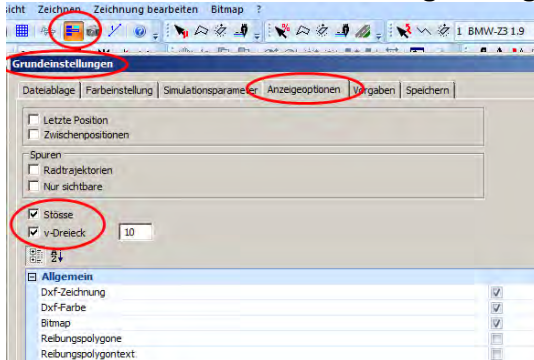 sicht Zeichnen Zeichnung bearbeiten Bitmap ?
1 BMW-Z3 1.9
Grundeinstellungen
Dateiablage Farbeinstellung Simulationsparameter Anzeigeoptionen Vorgaben Speichern
Letzte Position
Zwischenpositionen
Spuren
Radtrajektorien
Nur sichtbare
Stösse
v-Dreieck 10
Allgemein
Dxf-Zeichnung
Dxf-Farbe
Bitmap
Reibungspolygone
Reibungspolygontext